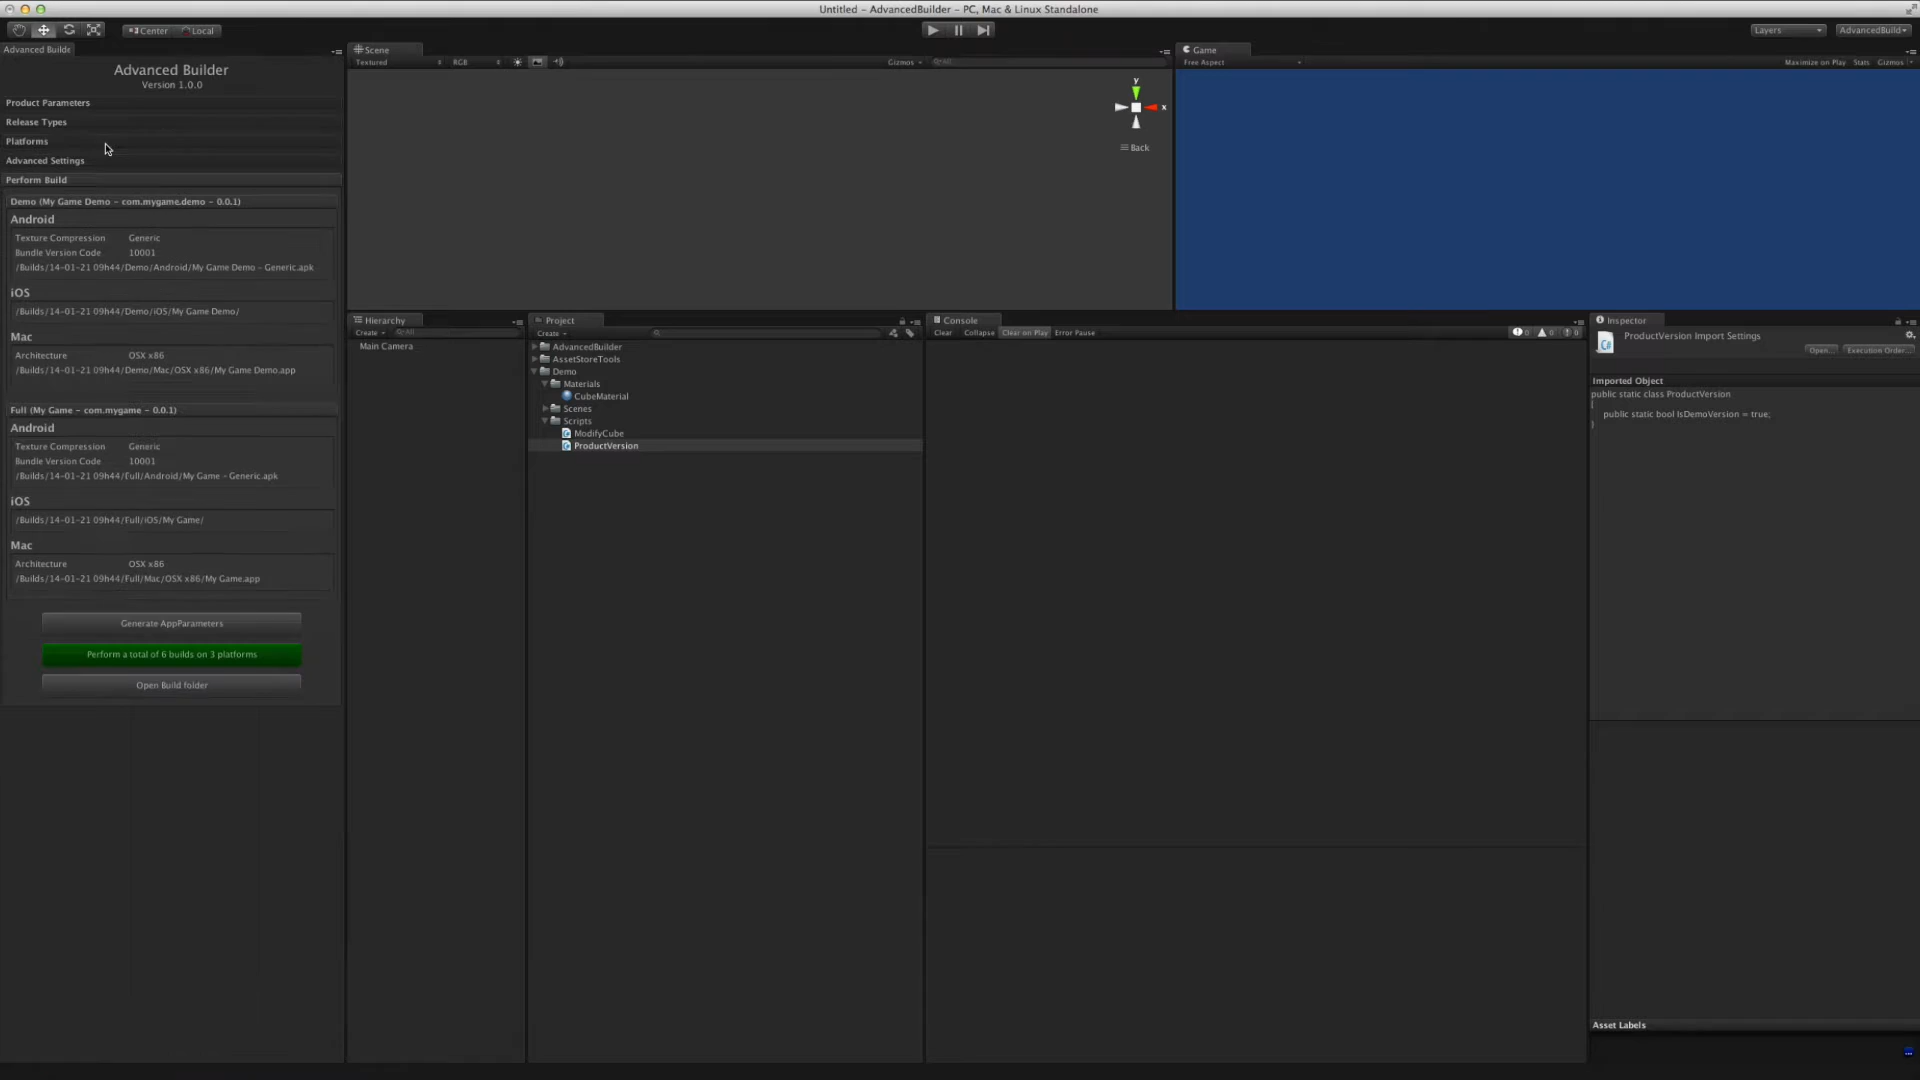 Untitled - AdvancedBuilder - PC, Mac & Linux Standalone
Center Local
Layers AdvancedBuild
Advanced Builde
Advanced Builder
Version 1.0.0
Product Parameters
Release Types
Platforms
Advanced Settings
Perform Build
Demo (My Game Demo - com.mygame.demo - 0.0.1)
Android
Texture Compression Generic
Bundle Version Code 10001
/Builds/14-01-21 09h44/Demo/Android/My Game Demo - Generic.apk
iOS
/Builds/14-01-21 09h44/Demo/iOS/My Game Demo/
Mac
Architecture OSX x86
/Builds/14-01-21 09h44/Demo/Mac/OSX x86/My Game Demo.app
Full (My Game - com.mygame - 0.0.1)
Android
Texture Compression Generic
Bundle Version Code 10001
/Builds/14-01-21 09h44/Full/Android/My Game - Generic.apk
iOS
/Builds/14-01-21 09h44/Full/iOS/My Game/
Mac
Architecture OSX x86
/Builds/14-01-21 09h44/Full/Mac/OSX x86/My Game.app
Generate AppParameters
Perform a total of 6 builds on 3 platforms
Open Build folder
Scene
Textured RGB Gizmos All
y
x
Back
Game
Free Aspect Maximize on Play Stats Gizmos
Hierarchy
Create All
Main Camera
Project
Create
AdvancedBuilder
AssetStoreTools
Demo
Materials
CubeMaterial
Scenes
Scripts
ModifyCube
ProductVersion
Console
Clear Collapse Clear on Play Error Pause 0 0 0
Inspector
ProductVersion Import Settings
Open... Execution Order...
Imported Object
public static class ProductVersion
{
public static bool IsDemoVersion = true;
}
Asset Labels